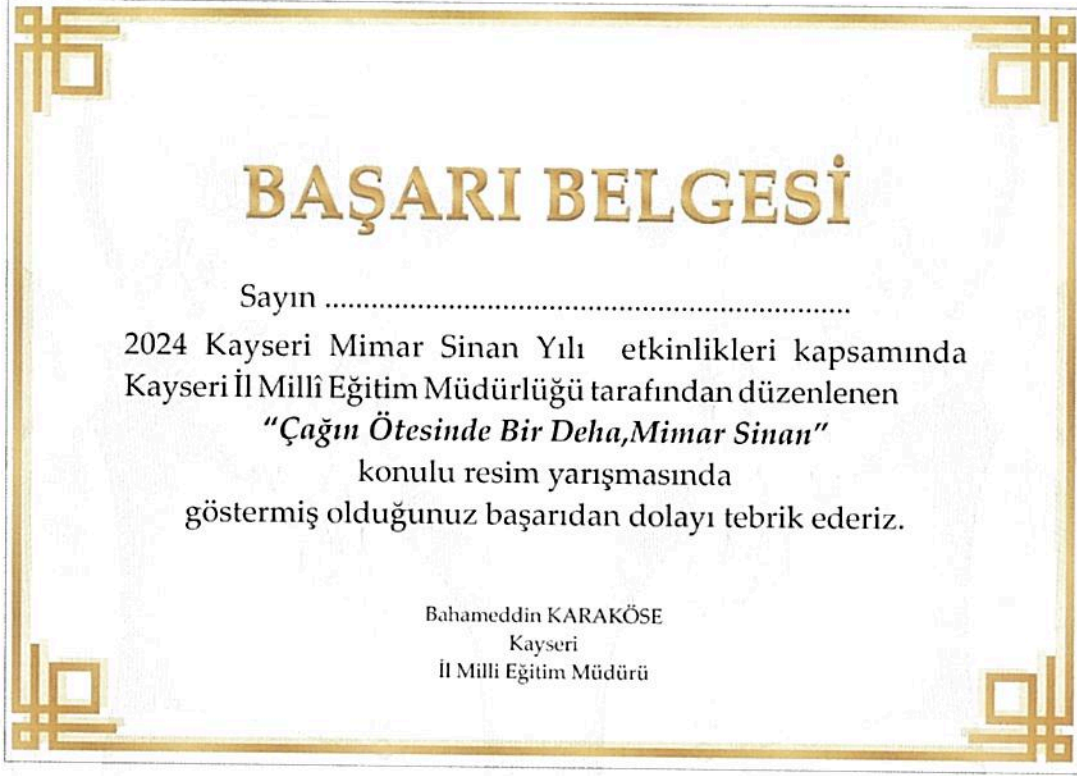 BAŞARI BELGESİ
Sayın ....................................................................
2024 Kayseri Mimar Sinan Yılı etkinlikleri kapsamında
Kayseri İl Millî Eğitim Müdürlüğü tarafından düzenlenen
"Çağın Ötesinde Bir Deha,Mimar Sinan"
konulu resim yarışmasında
göstermiş olduğunuz başarıdan dolayı tebrik ederiz.
Bahameddin KARAKÖSE
Kayseri
İl Milli Eğitim Müdürü